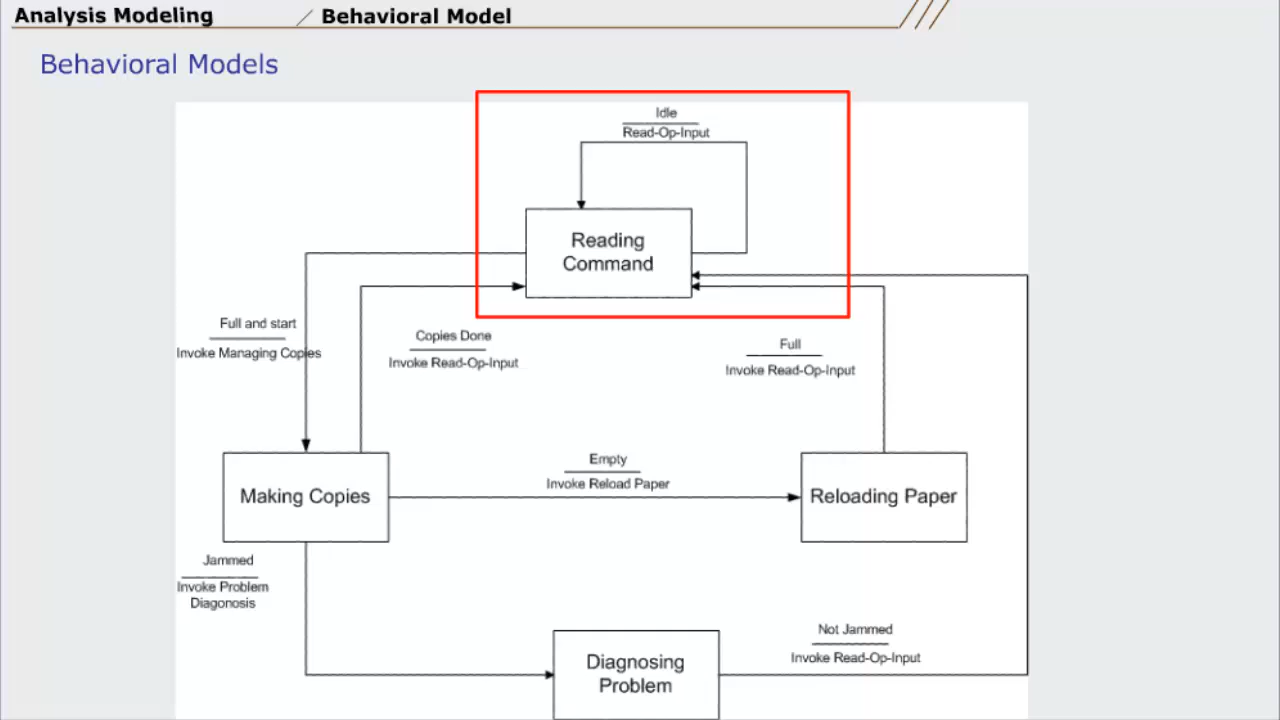 Analysis Modeling
Behavioral Model
Behavioral Models
Idle
Read-Op-Input
Reading
Command
Full and start
Invoke Managing Copies
Copies Done
Invoke Read-Op-Input
Full
Invoke Read-Op-Input
Empty
Invoke Reload Paper
Making Copies
Reloading Paper
Jammed
Invoke Problem
Diagonosis
Not Jammed
Invoke Read-Op-Input
Diagnosing
Problem